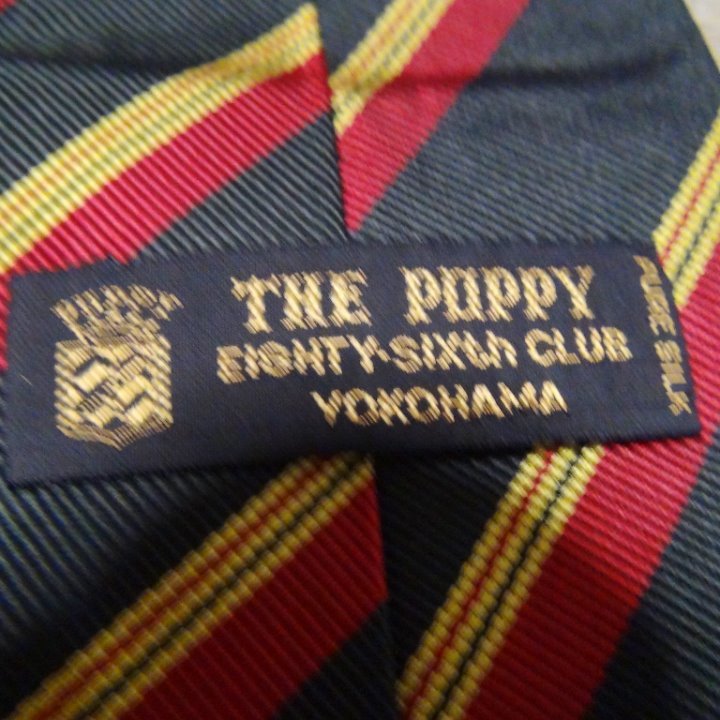 THE PUPPY
EIGHTY-SIXth CLUB
YOKOHAMA
PURE SILK